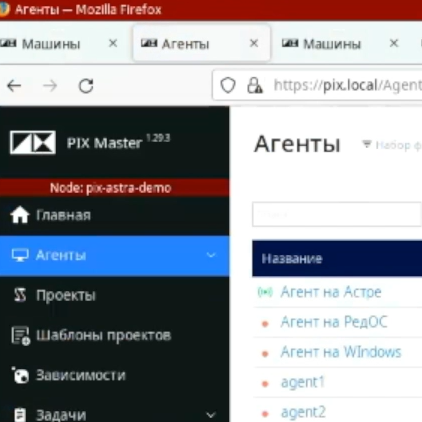 Агенты — Mozilla Firefox
Машины
Агенты
Машины
https://pix.local/Agent
PIX Master 1.29.3
Агенты
Набор ф
Node: pix-astra-demo
Главная
Агенты
Название
Проекты
Агент на Астре
Агент на РедОС
Шаблоны проектов
Агент на WIndows
Зависимости
agent1
Задачи
agent2